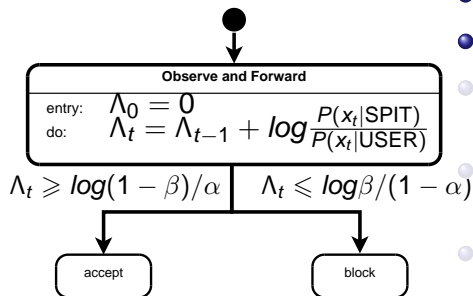 Observe and Forward
entry: Λ₀ = 0
do: Λₜ = Λₜ₋₁ + log P(xₜ|SPIT) / P(xₜ|USER)
Λₜ ⩾ log(1 − β)/α Λₜ ⩽ logβ/(1 − α)
accept block